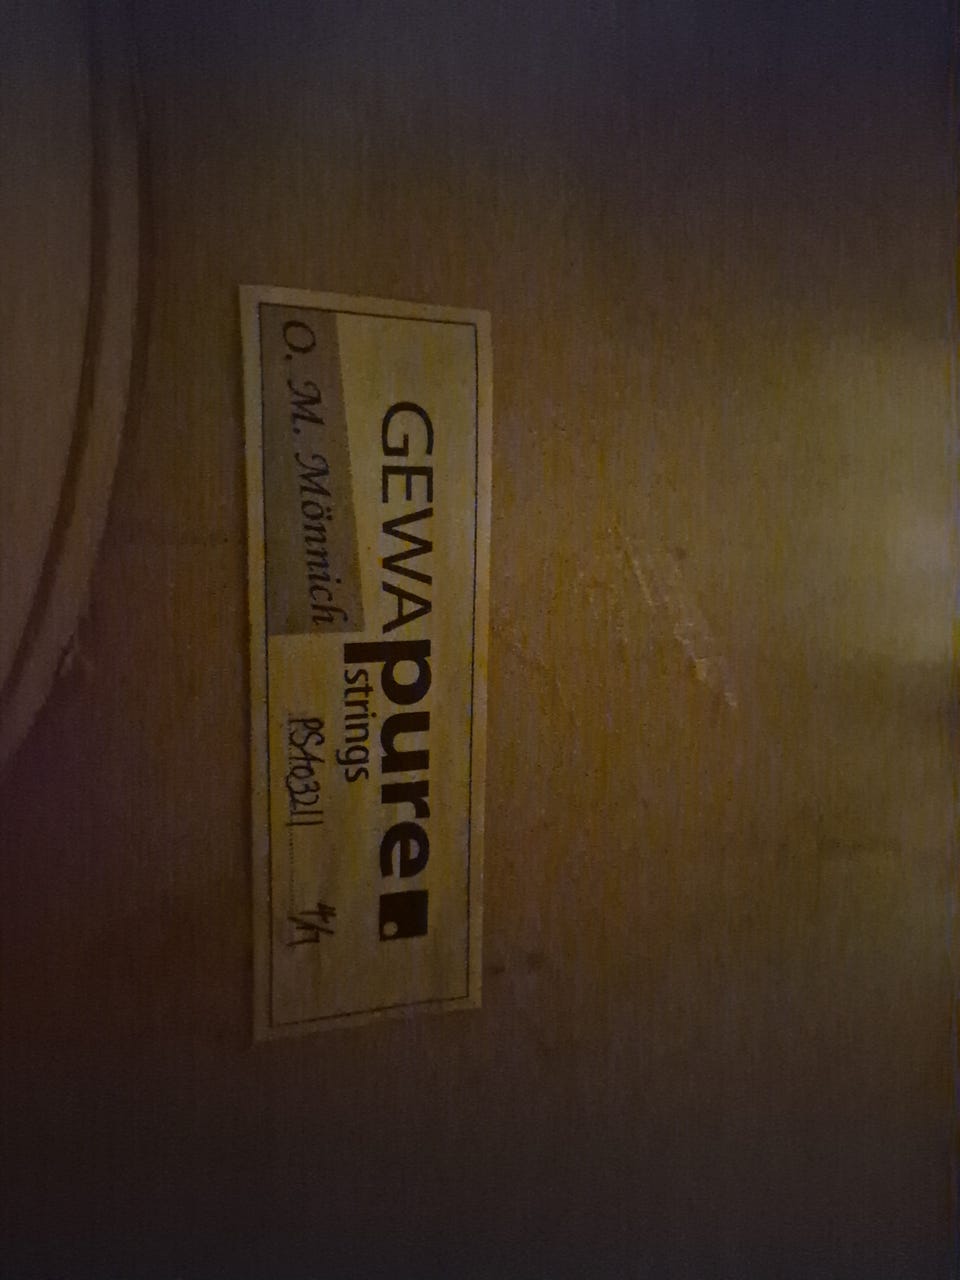 GEWApure
strings
O. M. Mönnich
PS403211 4/4